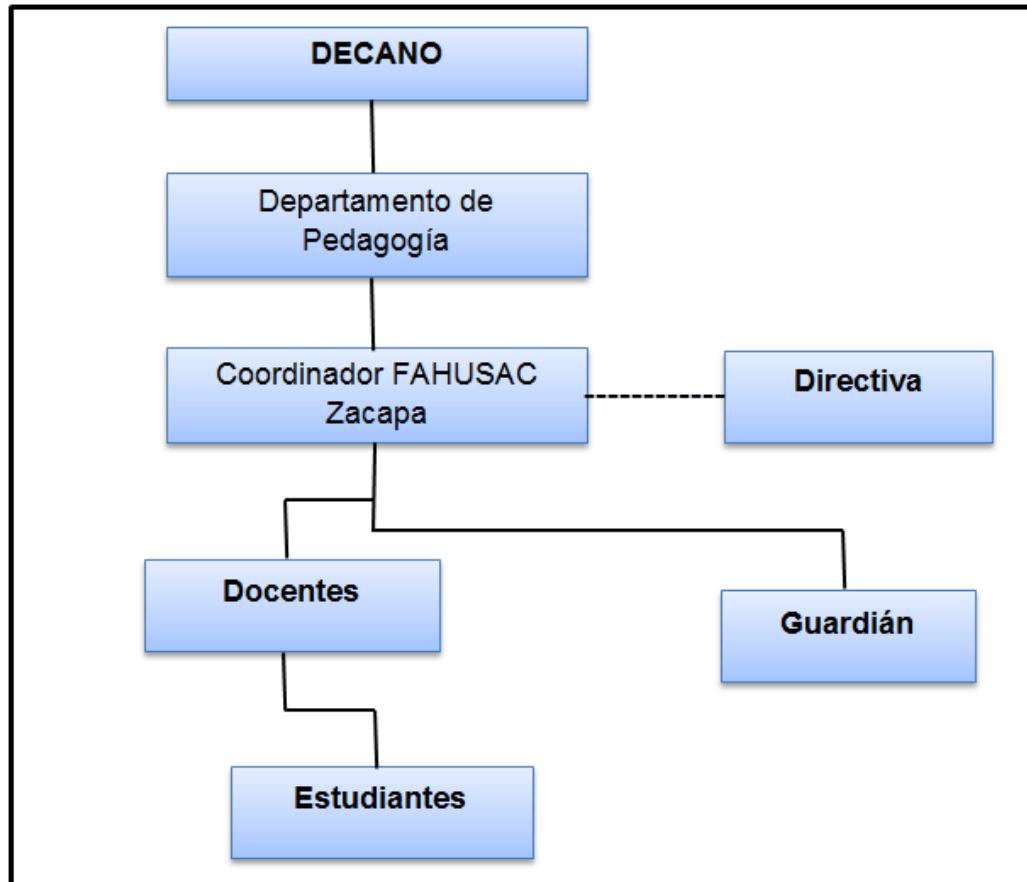 DECANO
Departamento de
Pedagogía
Coordinador FAHUSAC
Zacapa
Directiva
Docentes
Guardián
Estudiantes